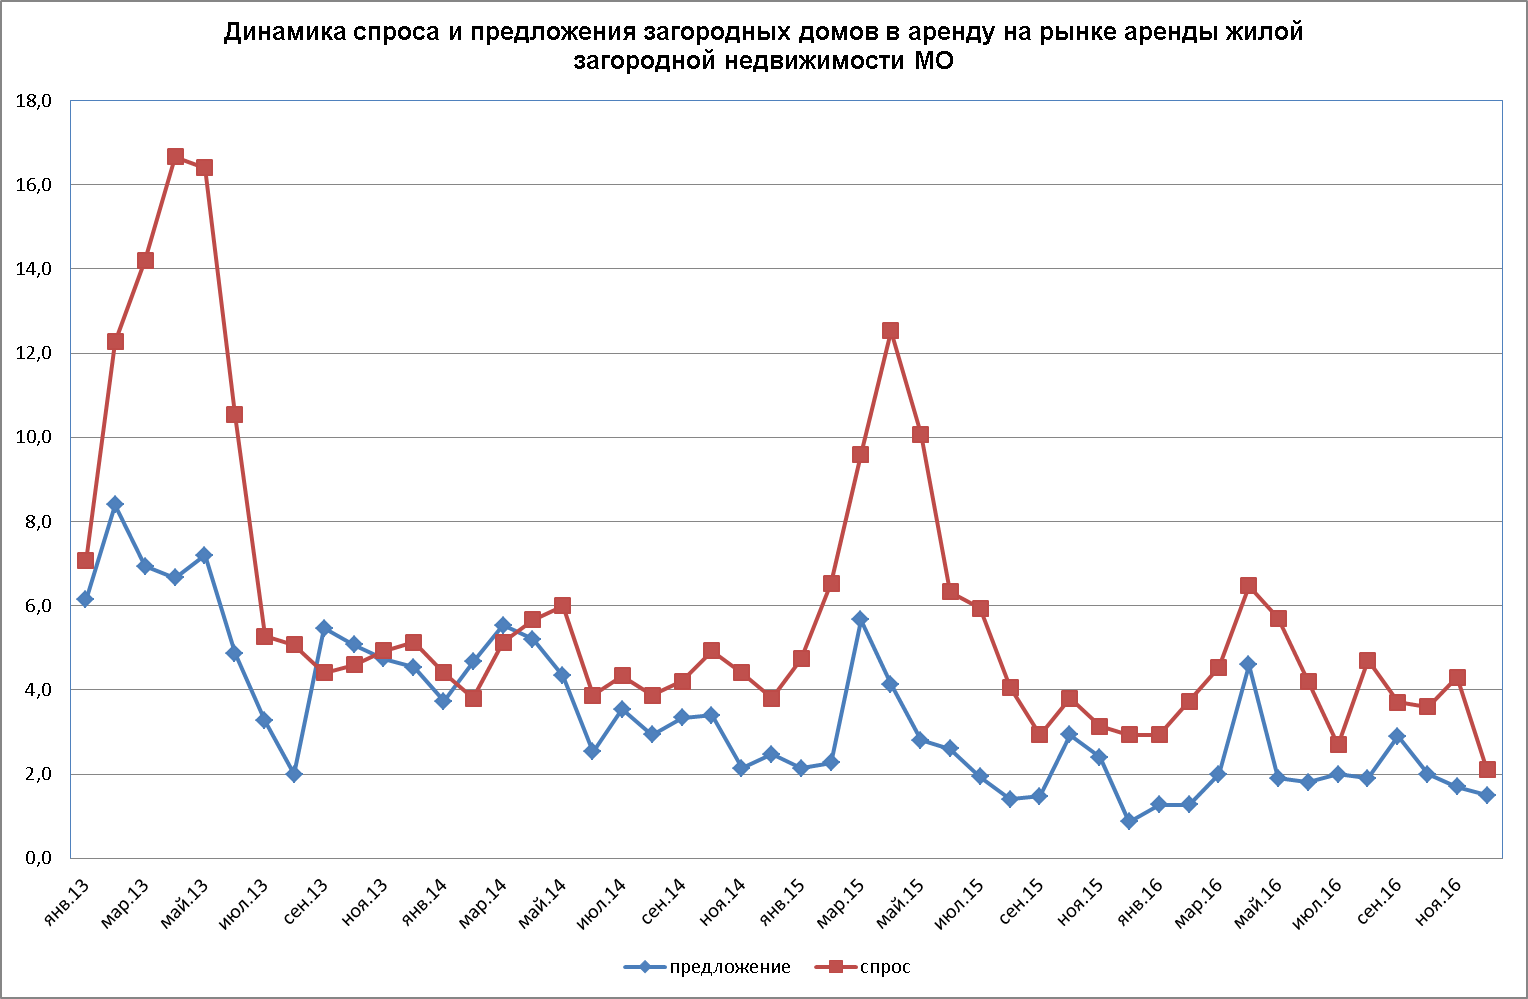 Динамика спроса и предложения загородных домов в аренду на рынке аренды жилой
загородной недвижимости МО
18,0
16,0
14,0
12,0
10,0
8,0
6,0
4,0
2,0
0,0
янв.13
мар.13
май.13
июл.13
сен.13
ноя.13
янв.14
мар.14
май.14
июл.14
сен.14
ноя.14
янв.15
мар.15
май.15
июл.15
сен.15
ноя.15
янв.16
мар.16
май.16
июл.16
сен.16
ноя.16
предложение
спрос